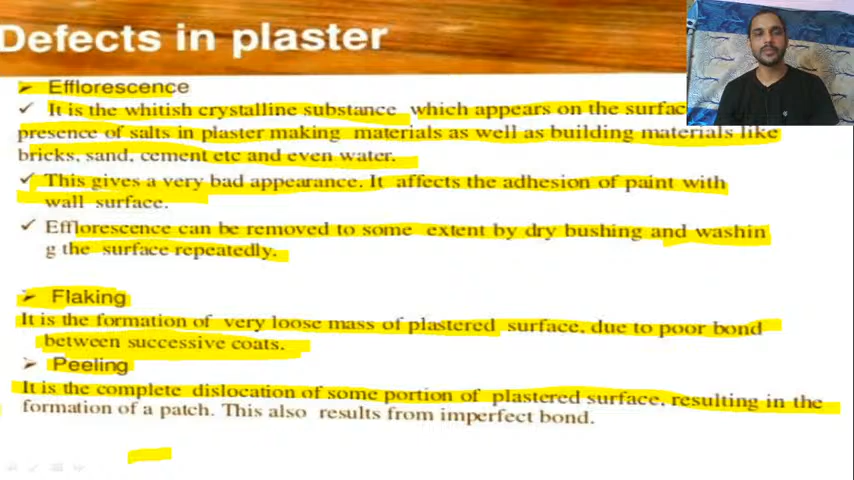 Defects in plaster
➢ Efflorescence
✓ It is the whitish crystalline substance which appears on the surfac
presence of salts in plaster making materials as well as building materials like
bricks, sand, cement etc and even water.
✓ This gives a very bad appearance. It affects the adhesion of paint with
wall surface.
✓ Efflorescence can be removed to some extent by dry bushing and washin
g the surface repeatedly.
➢ Flaking
It is the formation of very loose mass of plastered surface, due to poor bond
between successive coats.
➢ Peeling
It is the complete dislocation of some portion of plastered surface, resulting in the
formation of a patch. This also results from imperfect bond.